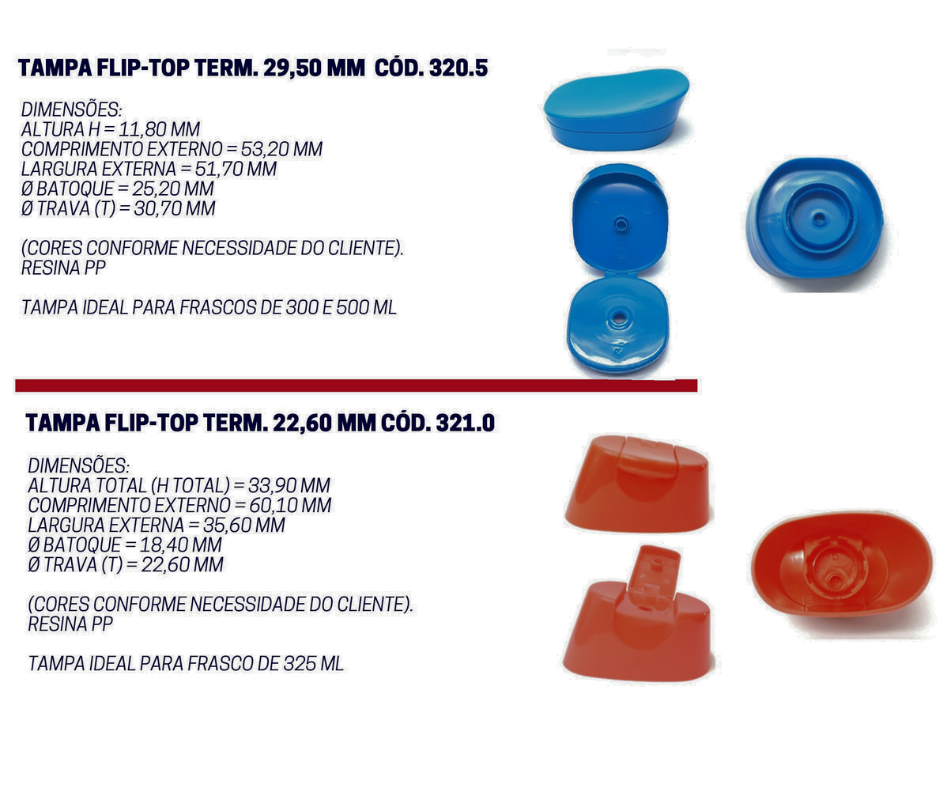 TAMPA FLIP-TOP TERM. 29,50 MM CÓD. 320.5
DIMENSÕES:
ALTURA H = 11,80 MM
COMPRIMENTO EXTERNO = 53,20 MM
LARGURA EXTERNA = 51,70 MM
Ø BATOQUE = 25,20 MM
Ø TRAVA (T) = 30,70 MM
(CORES CONFORME NECESSIDADE DO CLIENTE).
RESINA PP
TAMPA IDEAL PARA FRASCOS DE 300 E 500 ML
TAMPA FLIP-TOP TERM. 22,60 MM CÓD. 321.0
DIMENSÕES:
ALTURA TOTAL (H TOTAL) = 33,90 MM
COMPRIMENTO EXTERNO = 60,10 MM
LARGURA EXTERNA = 35,60 MM
Ø BATOQUE = 18,40 MM
Ø TRAVA (T) = 22,60 MM
(CORES CONFORME NECESSIDADE DO CLIENTE).
RESINA PP
TAMPA IDEAL PARA FRASCO DE 325 ML